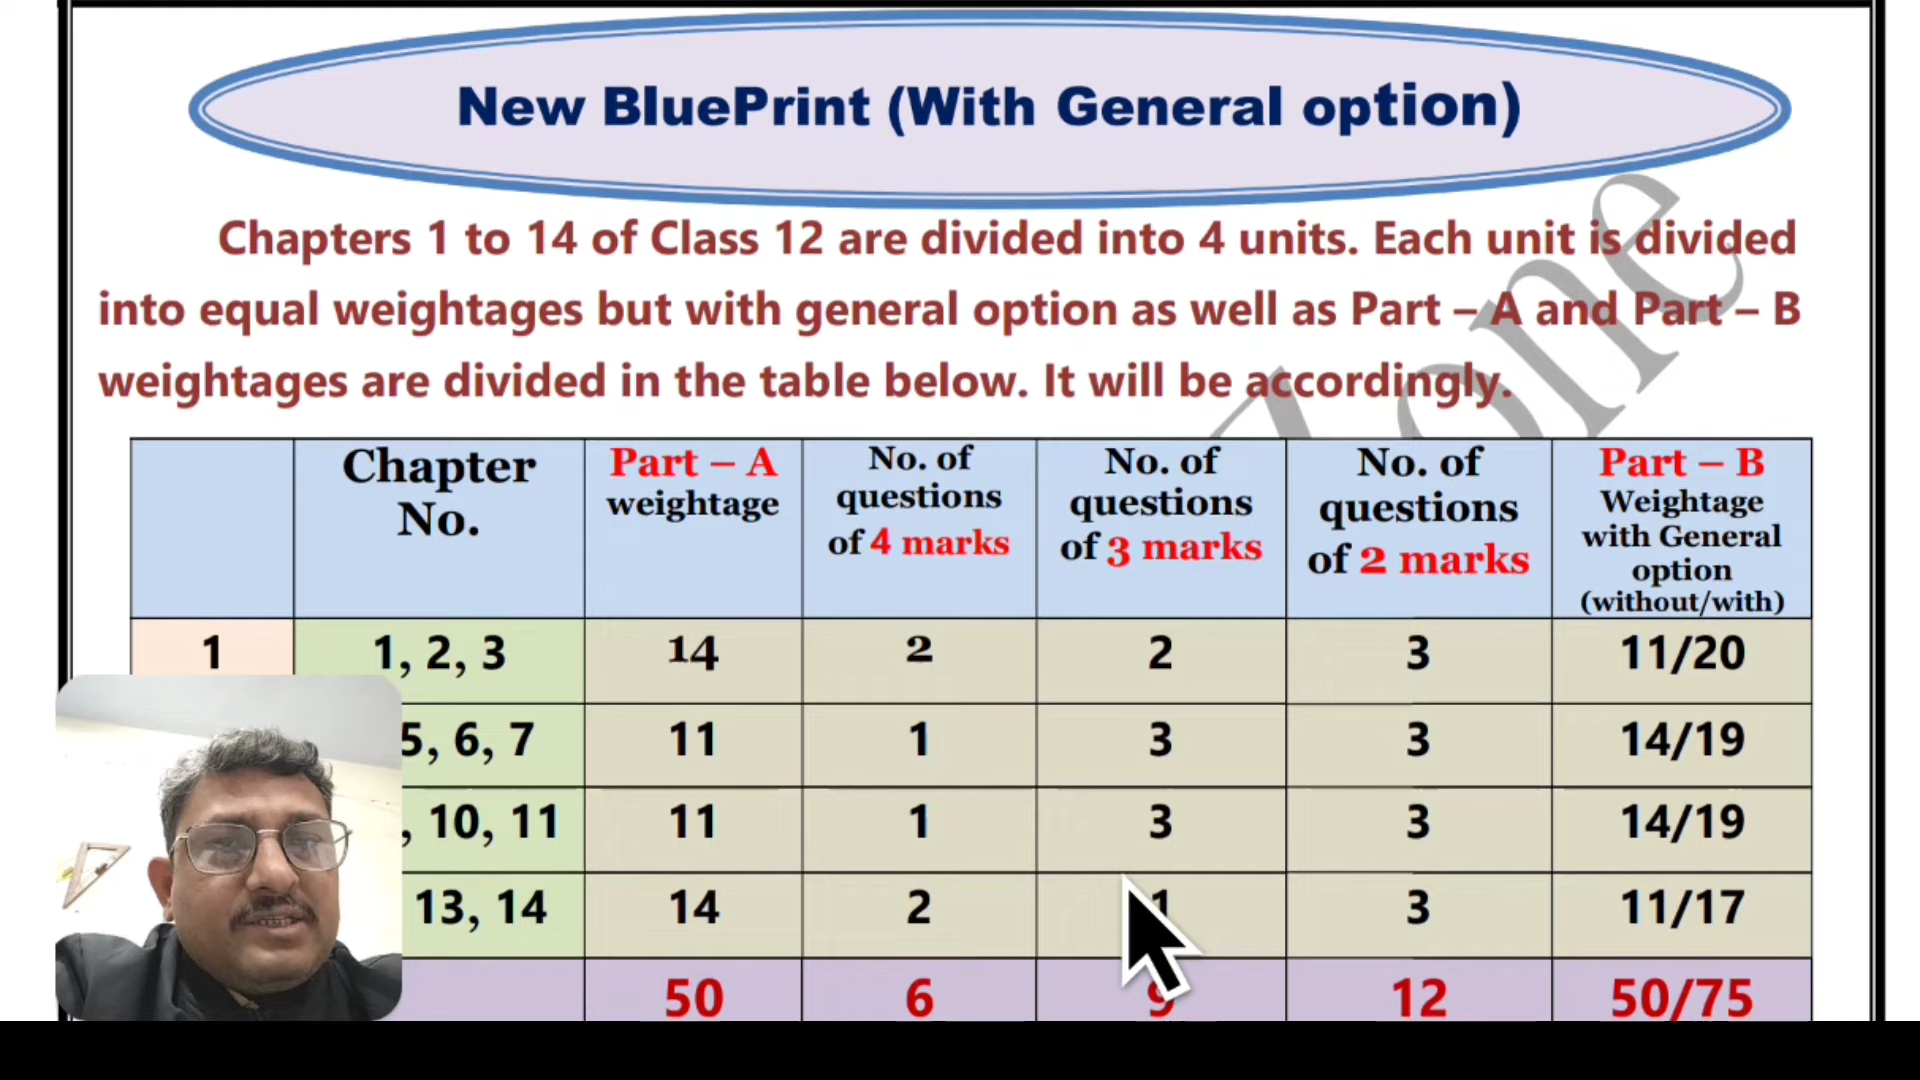 New BluePrint (With General option)
Chapters 1 to 14 of Class 12 are divided into 4 units. Each unit is divided
into equal weightages but with general option as well as Part – A and Part – B
weightages are divided in the table below. It will be accordingly.
Zone
Chapter No. Part – A weightage No. of questions of 4 marks No. of questions of 3 marks No. of questions of 2 marks Part – B Weightage with General option (without/with)
1 1, 2, 3 14 2 2 3 11/20
5, 6, 7 11 1 3 3 14/19
, 10, 11 11 1 3 3 14/19
13, 14 14 2 1 3 11/17
50 6 9 12 50/75